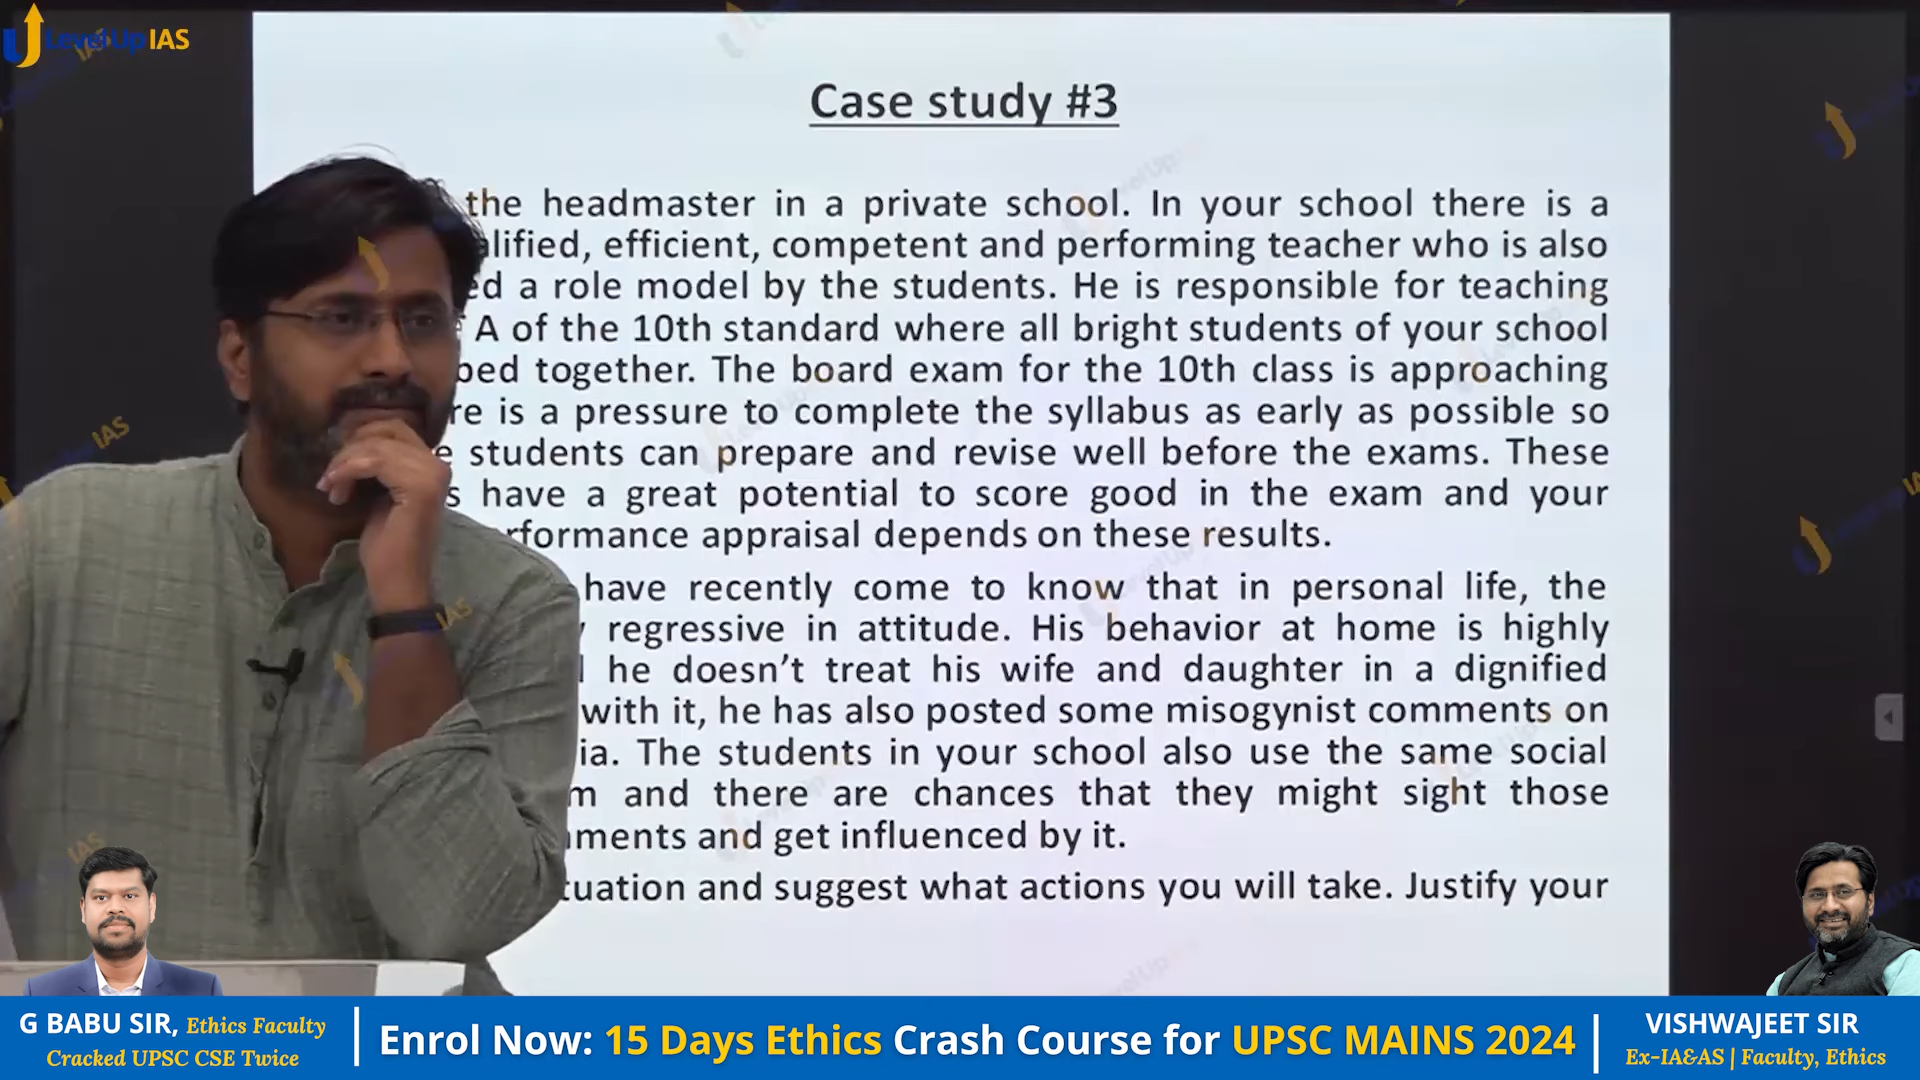 LevelUp IAS
Case study #3
the headmaster in a private school. In your school there is a
alified, efficient, competent and performing teacher who is also
ed a role model by the students. He is responsible for teaching
A of the 10th standard where all bright students of your school
ped together. The board exam for the 10th class is approaching
re is a pressure to complete the syllabus as early as possible so
e students can prepare and revise well before the exams. These
s have a great potential to score good in the exam and your
rformance appraisal depends on these results.
have recently come to know that in personal life, the
regressive in attitude. His behavior at home is highly
he doesn't treat his wife and daughter in a dignified
with it, he has also posted some misogynist comments on
ia. The students in your school also use the same social
m and there are chances that they might sight those
ments and get influenced by it.
tuation and suggest what actions you will take. Justify your
G BABU SIR, Ethics Faculty
Cracked UPSC CSE Twice
Enrol Now: 15 Days Ethics Crash Course for UPSC MAINS 2024
VISHWAJEET SIR
Ex-IA&AS | Faculty, Ethics